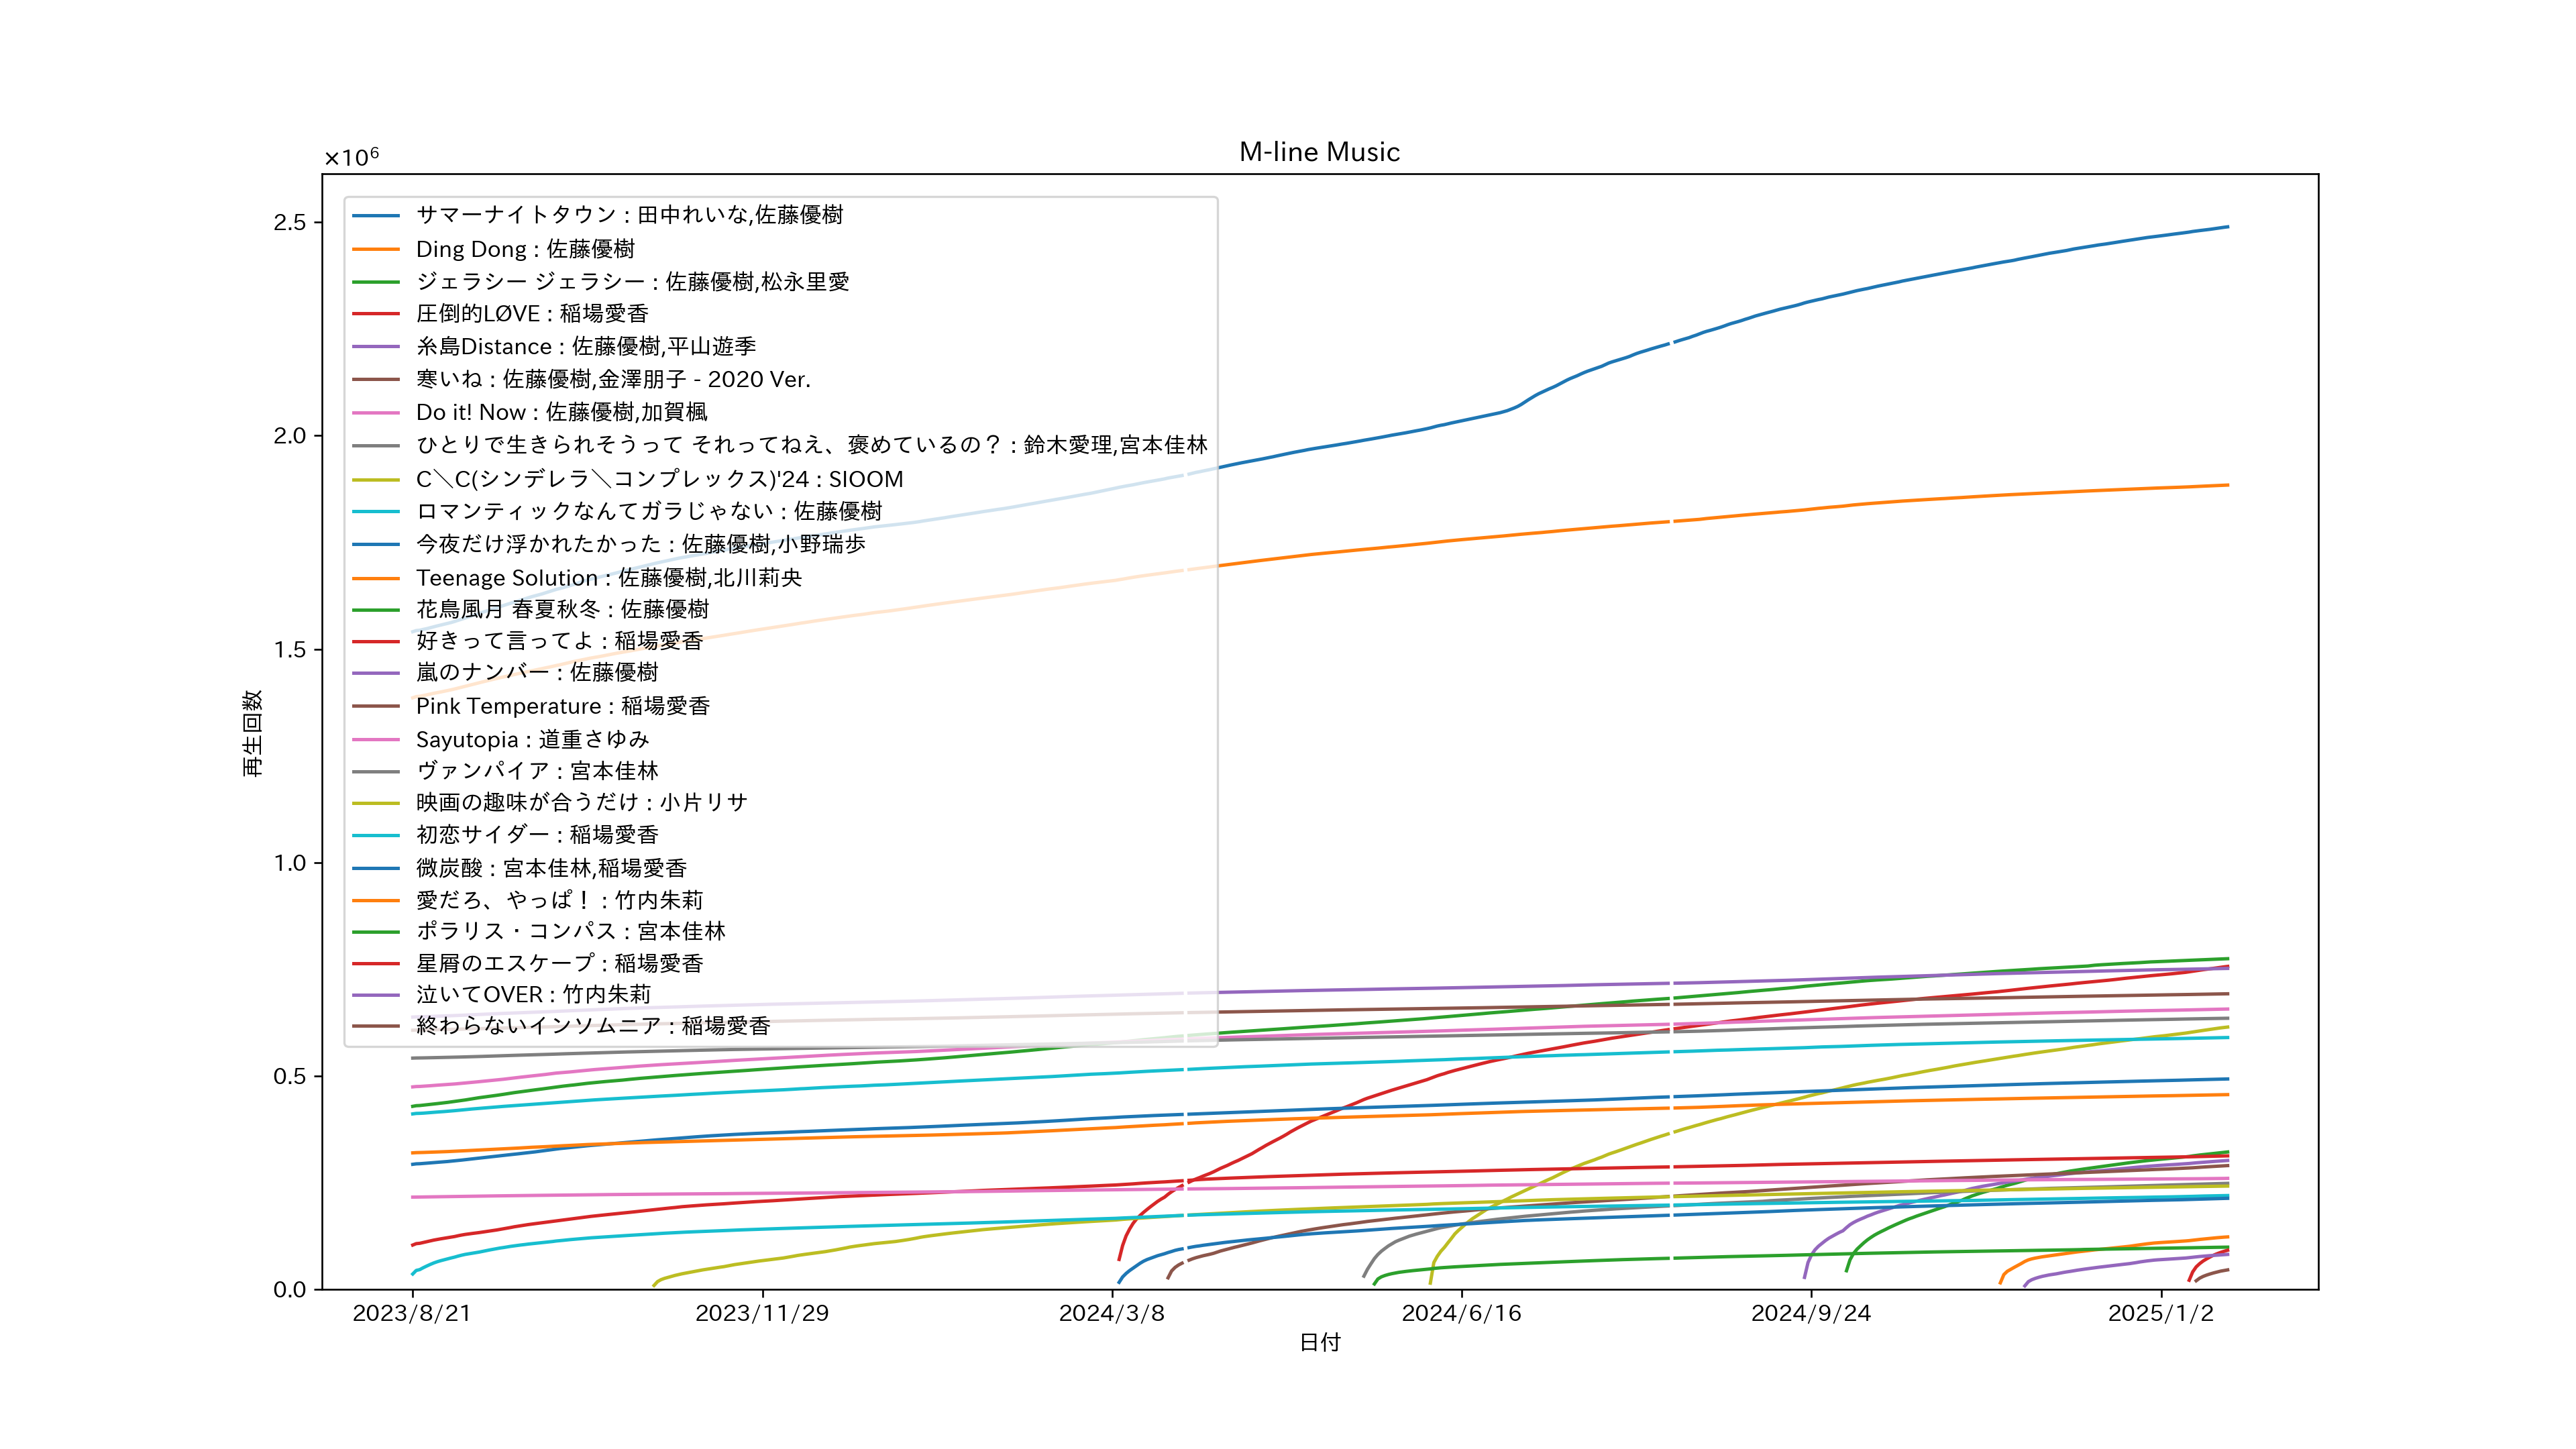 M-line Music
×10⁶
2.5
2.0
1.5
1.0
0.5
0.0
再生回数
サマーナイトタウン : 田中れいな,佐藤優樹
Ding Dong : 佐藤優樹
ジェラシー ジェラシー : 佐藤優樹,松永里愛
圧倒的LØVE : 稲場愛香
糸島Distance : 佐藤優樹,平山遊季
寒いね : 佐藤優樹,金澤朋子 - 2020 Ver.
Do it! Now : 佐藤優樹,加賀楓
ひとりで生きられそうって それってねえ、褒めているの？ : 鈴木愛理,宮本佳林
C＼C(シンデレラ＼コンプレックス)'24 : SIOOM
ロマンティックなんてガラじゃない : 佐藤優樹
今夜だけ浮かれたかった : 佐藤優樹,小野瑞歩
Teenage Solution : 佐藤優樹,北川莉央
花鳥風月 春夏秋冬 : 佐藤優樹
好きって言ってよ : 稲場愛香
嵐のナンバー : 佐藤優樹
Pink Temperature : 稲場愛香
Sayutopia : 道重さゆみ
ヴァンパイア : 宮本佳林
映画の趣味が合うだけ : 小片リサ
初恋サイダー : 稲場愛香
微炭酸 : 宮本佳林,稲場愛香
愛だろ、やっぱ！ : 竹内朱莉
ポラリス・コンパス : 宮本佳林
星屑のエスケープ : 稲場愛香
泣いてOVER : 竹内朱莉
終わらないインソムニア : 稲場愛香
2023/8/21
2023/11/29
2024/3/8
2024/6/16
2024/9/24
2025/1/2
日付